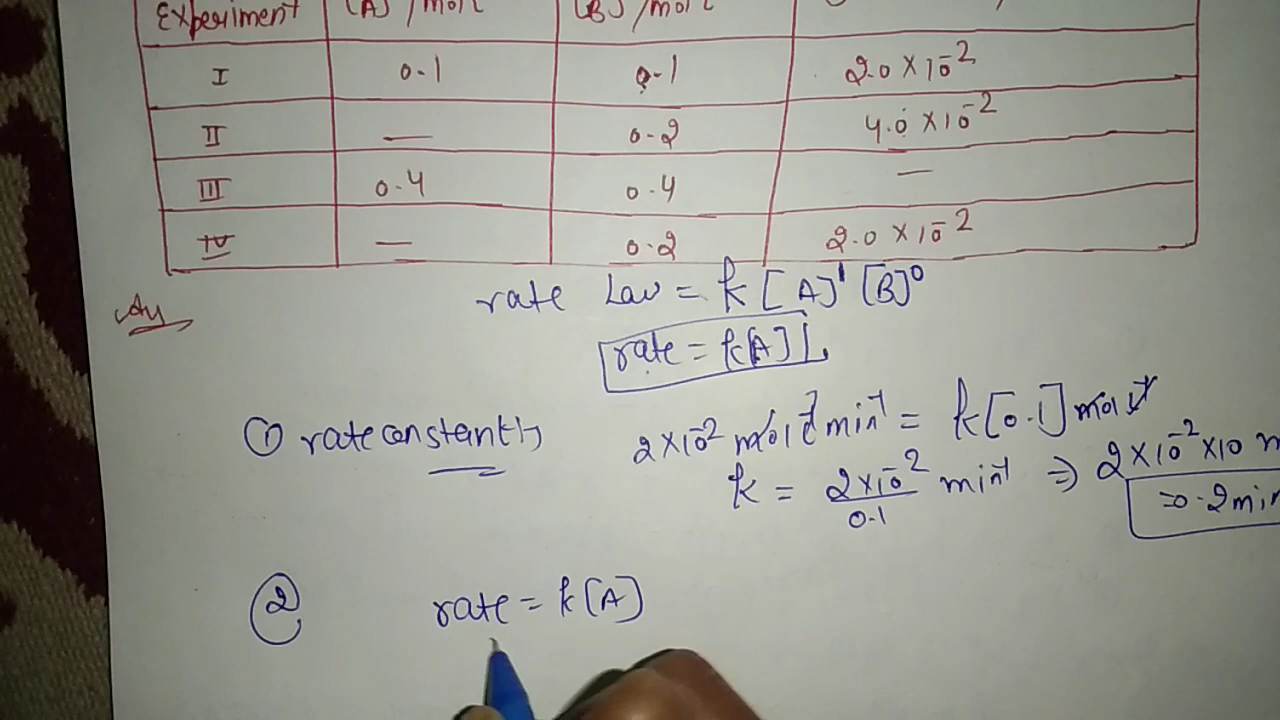 Experiment [A] /mol L [B] /mol L
I 0.1 0.1 2.0 × 10⁻²
II — 0.2 4.0 × 10⁻²
III 0.4 0.4 —
IV — 0.2 2.0 × 10⁻²
rate Law = k [A]¹ [B]⁰
rate = k[A]
① rate constant 2 × 10⁻² mol L⁻¹ min⁻¹ = k[0.1] mol L⁻¹
k = 2×10⁻²/0.1 min⁻¹ ⇒ 2 × 10⁻² × 10 m
=0.2 min
② rate = k[A]